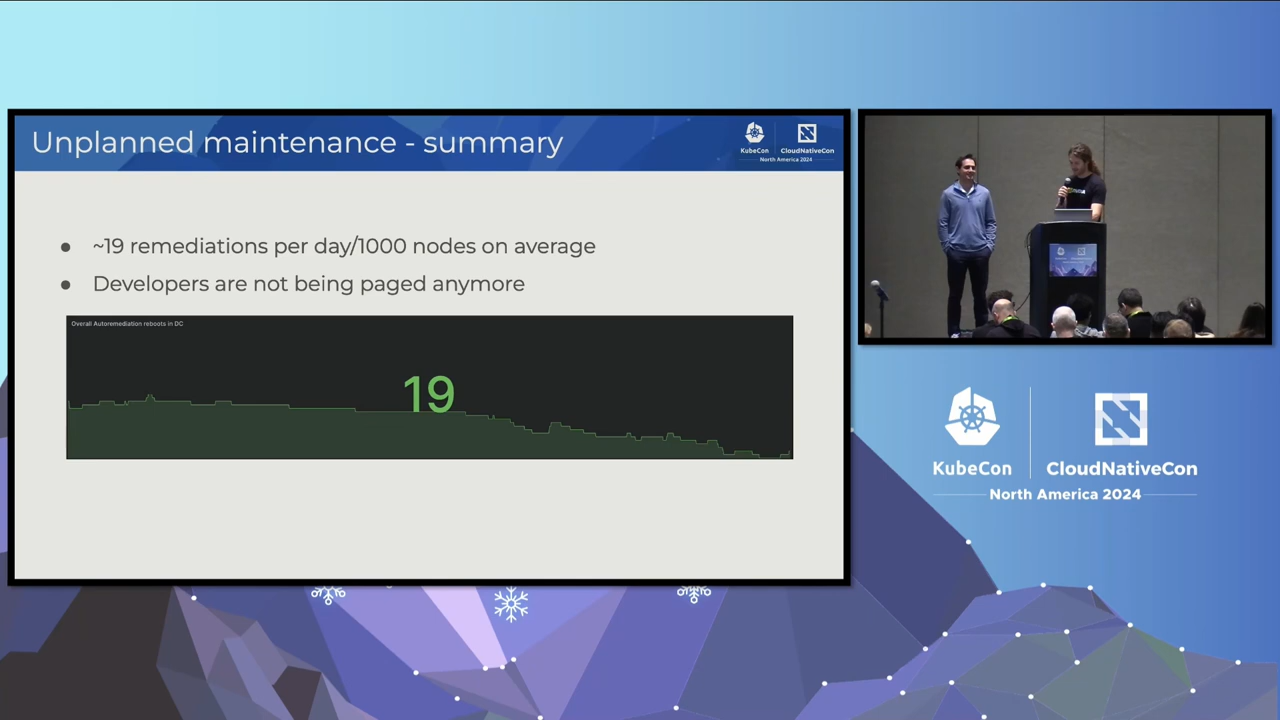 Unplanned maintenance - summary
KubeCon
CloudNativeCon
North America 2024
● ~19 remediations per day/1000 nodes on average
● Developers are not being paged anymore
Overall Autoremediation reboots in DC
19
KubeCon
CloudNativeCon
North America 2024